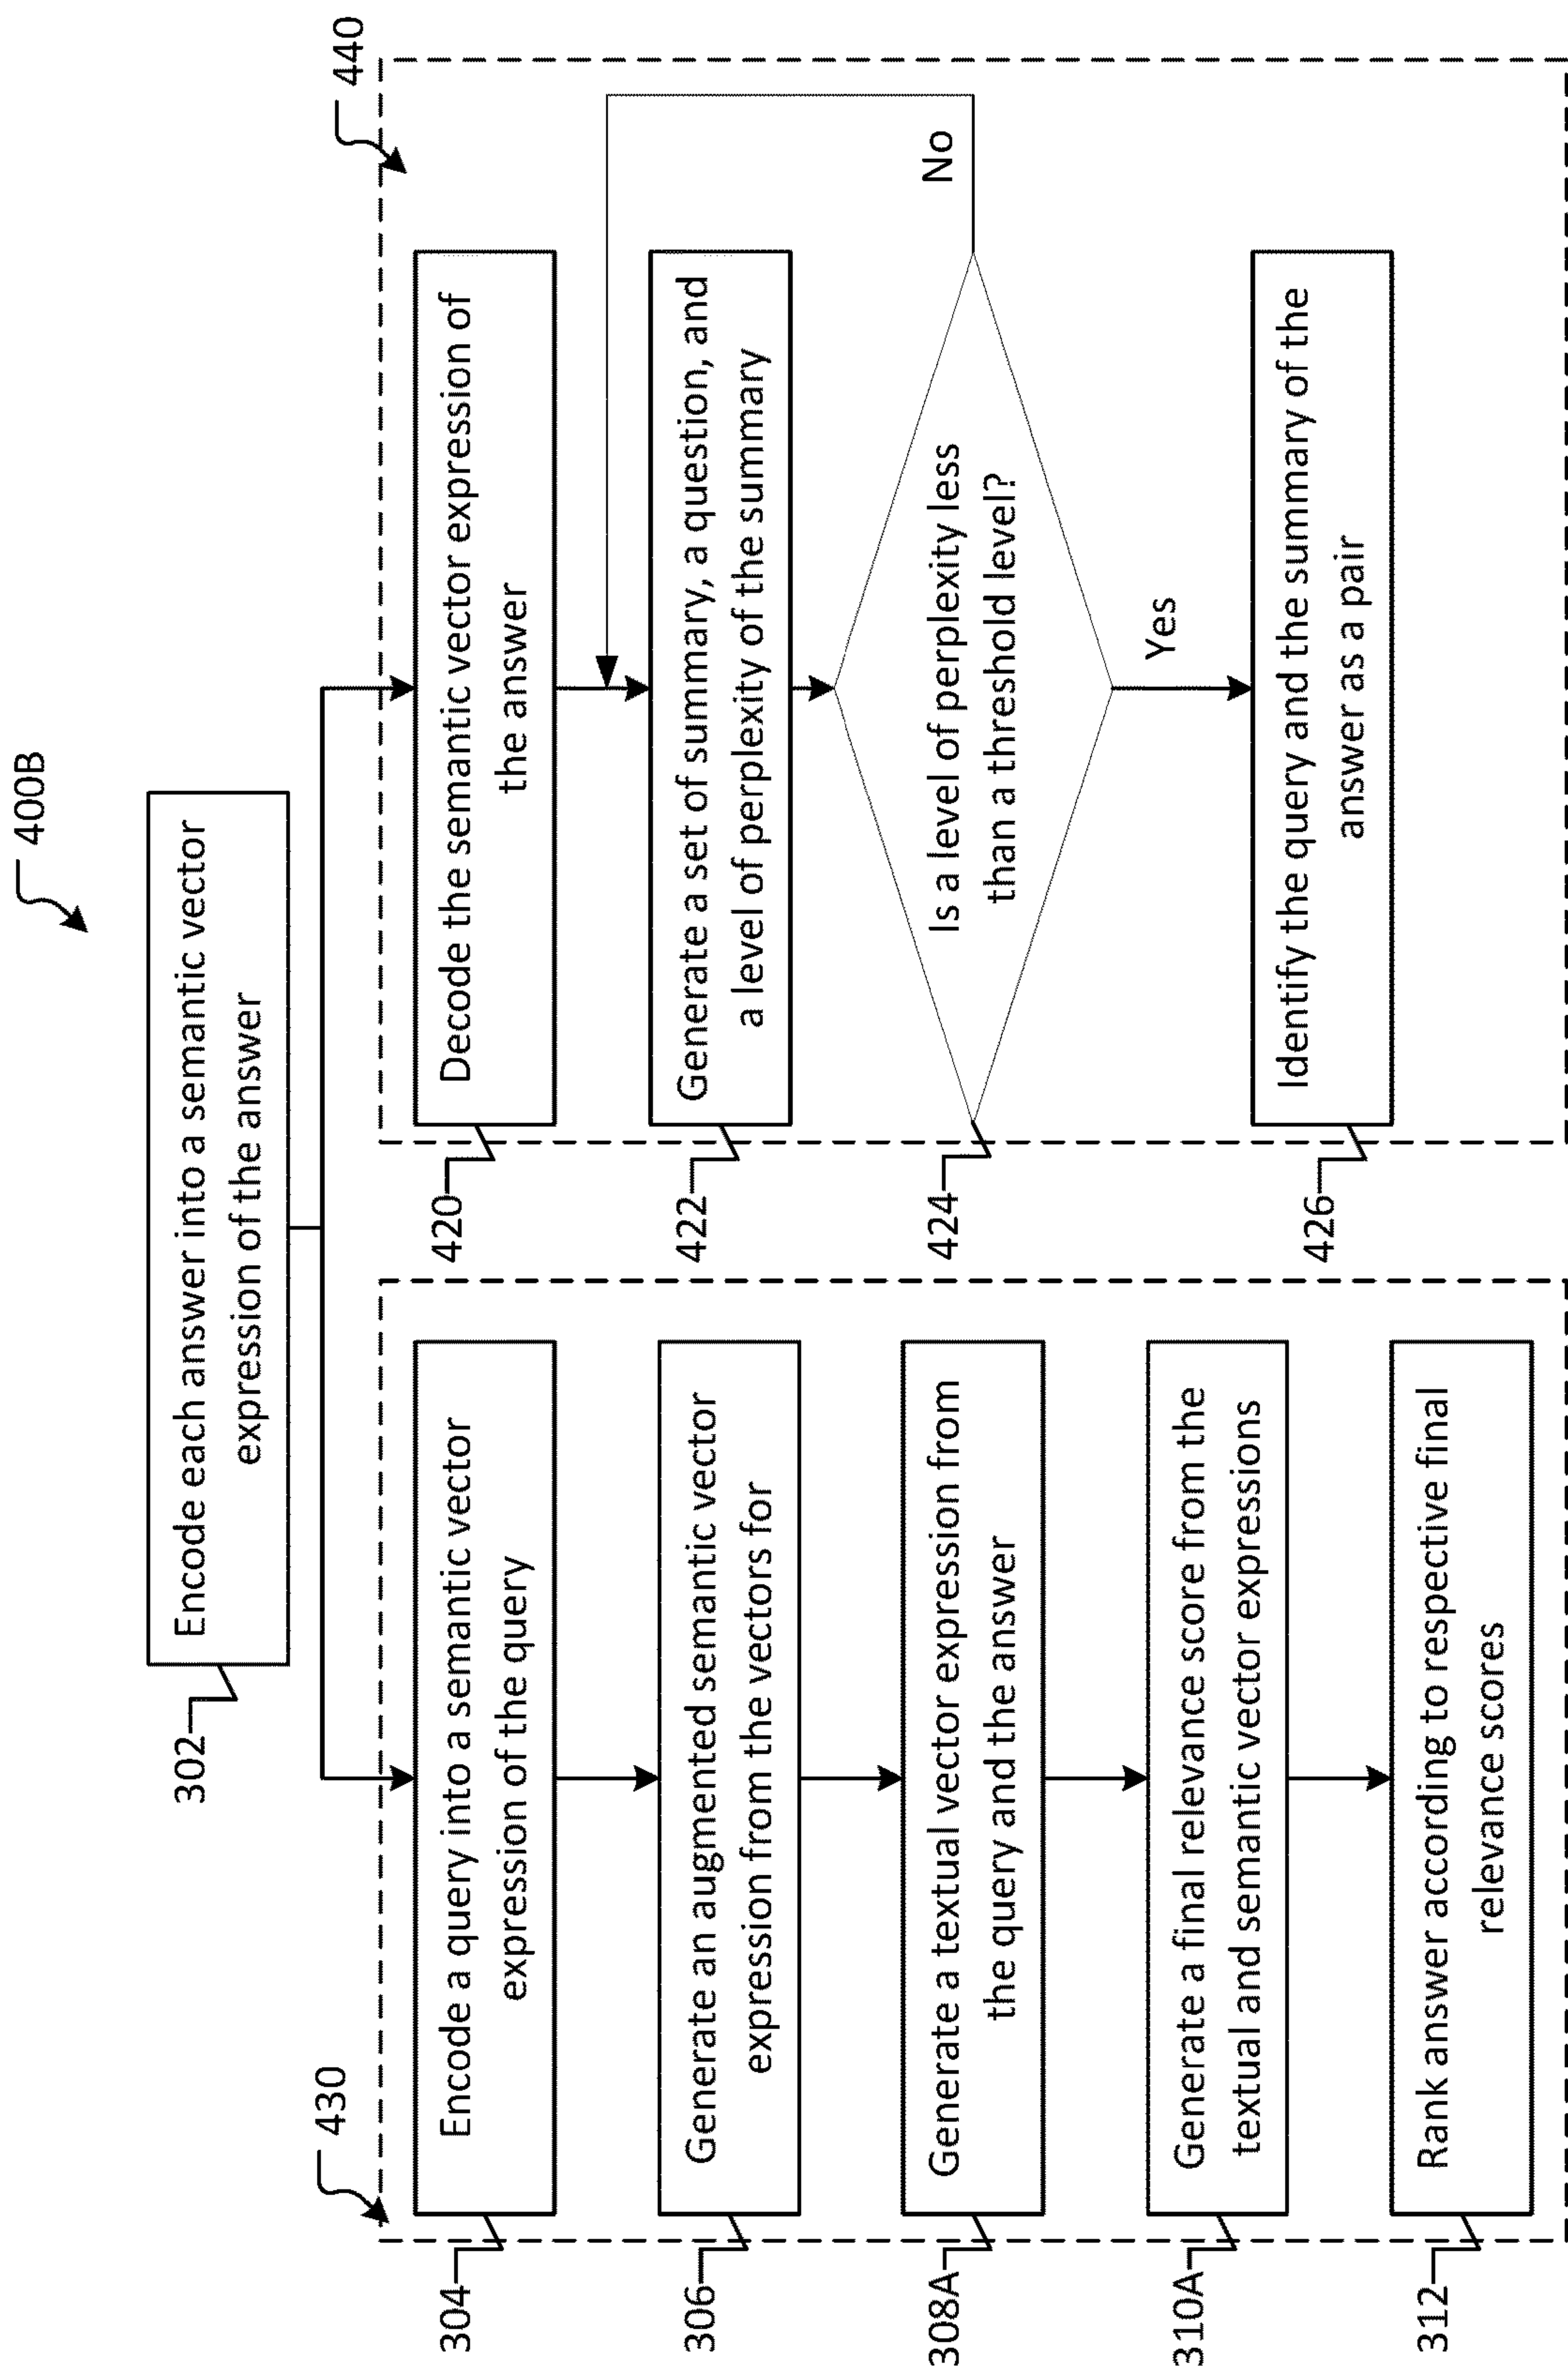 400B
302
Encode each answer into a semantic vector
expression of the answer
430
304
Encode a query into a semantic vector
expression of the query
306
Generate an augmented semantic vector
expression from the vectors for
308A
Generate a textual vector expression from
the query and the answer
310A
Generate a final relevance score from the
textual and semantic vector expressions
312
Rank answer according to respective final
relevance scores
440
420
Decode the semantic vector expression of
the answer
422
Generate a set of summary, a question, and
a level of perplexity of the summary
424
Is a level of perplexity less
than a threshold level?
No
Yes
426
Identify the query and the summary of the
answer as a pair